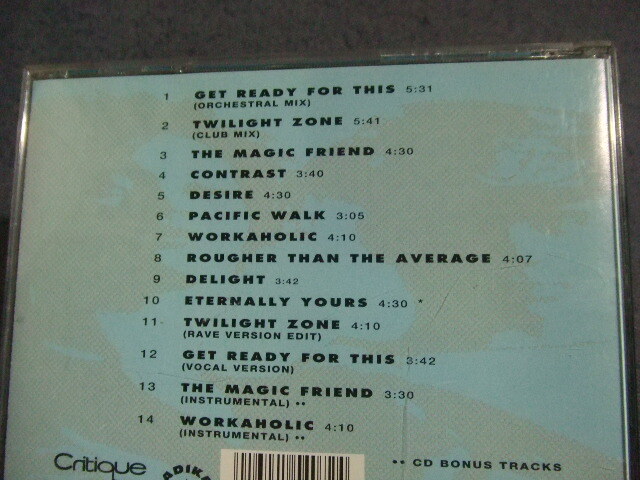 1 GET READY FOR THIS 5:31
(ORCHESTRAL MIX)
2 TWILIGHT ZONE 5:41
(CLUB MIX)
3 THE MAGIC FRIEND 4:30
4 CONTRAST 3:40
5 DESIRE 4:30
6 PACIFIC WALK 3:05
7 WORKAHOLIC 4:10
8 ROUGHER THAN THE AVERAGE 4:07
9 DELIGHT 3:42
10 ETERNALLY YOURS 4:30 *
11 TWILIGHT ZONE 4:10
(RAVE VERSION EDIT)
12 GET READY FOR THIS 3:42
(VOCAL VERSION)
13 THE MAGIC FRIEND 3:30
(INSTRUMENTAL) ••
14 WORKAHOLIC 4:10
(INSTRUMENTAL) ••
Critique
•• CD BONUS TRACKS